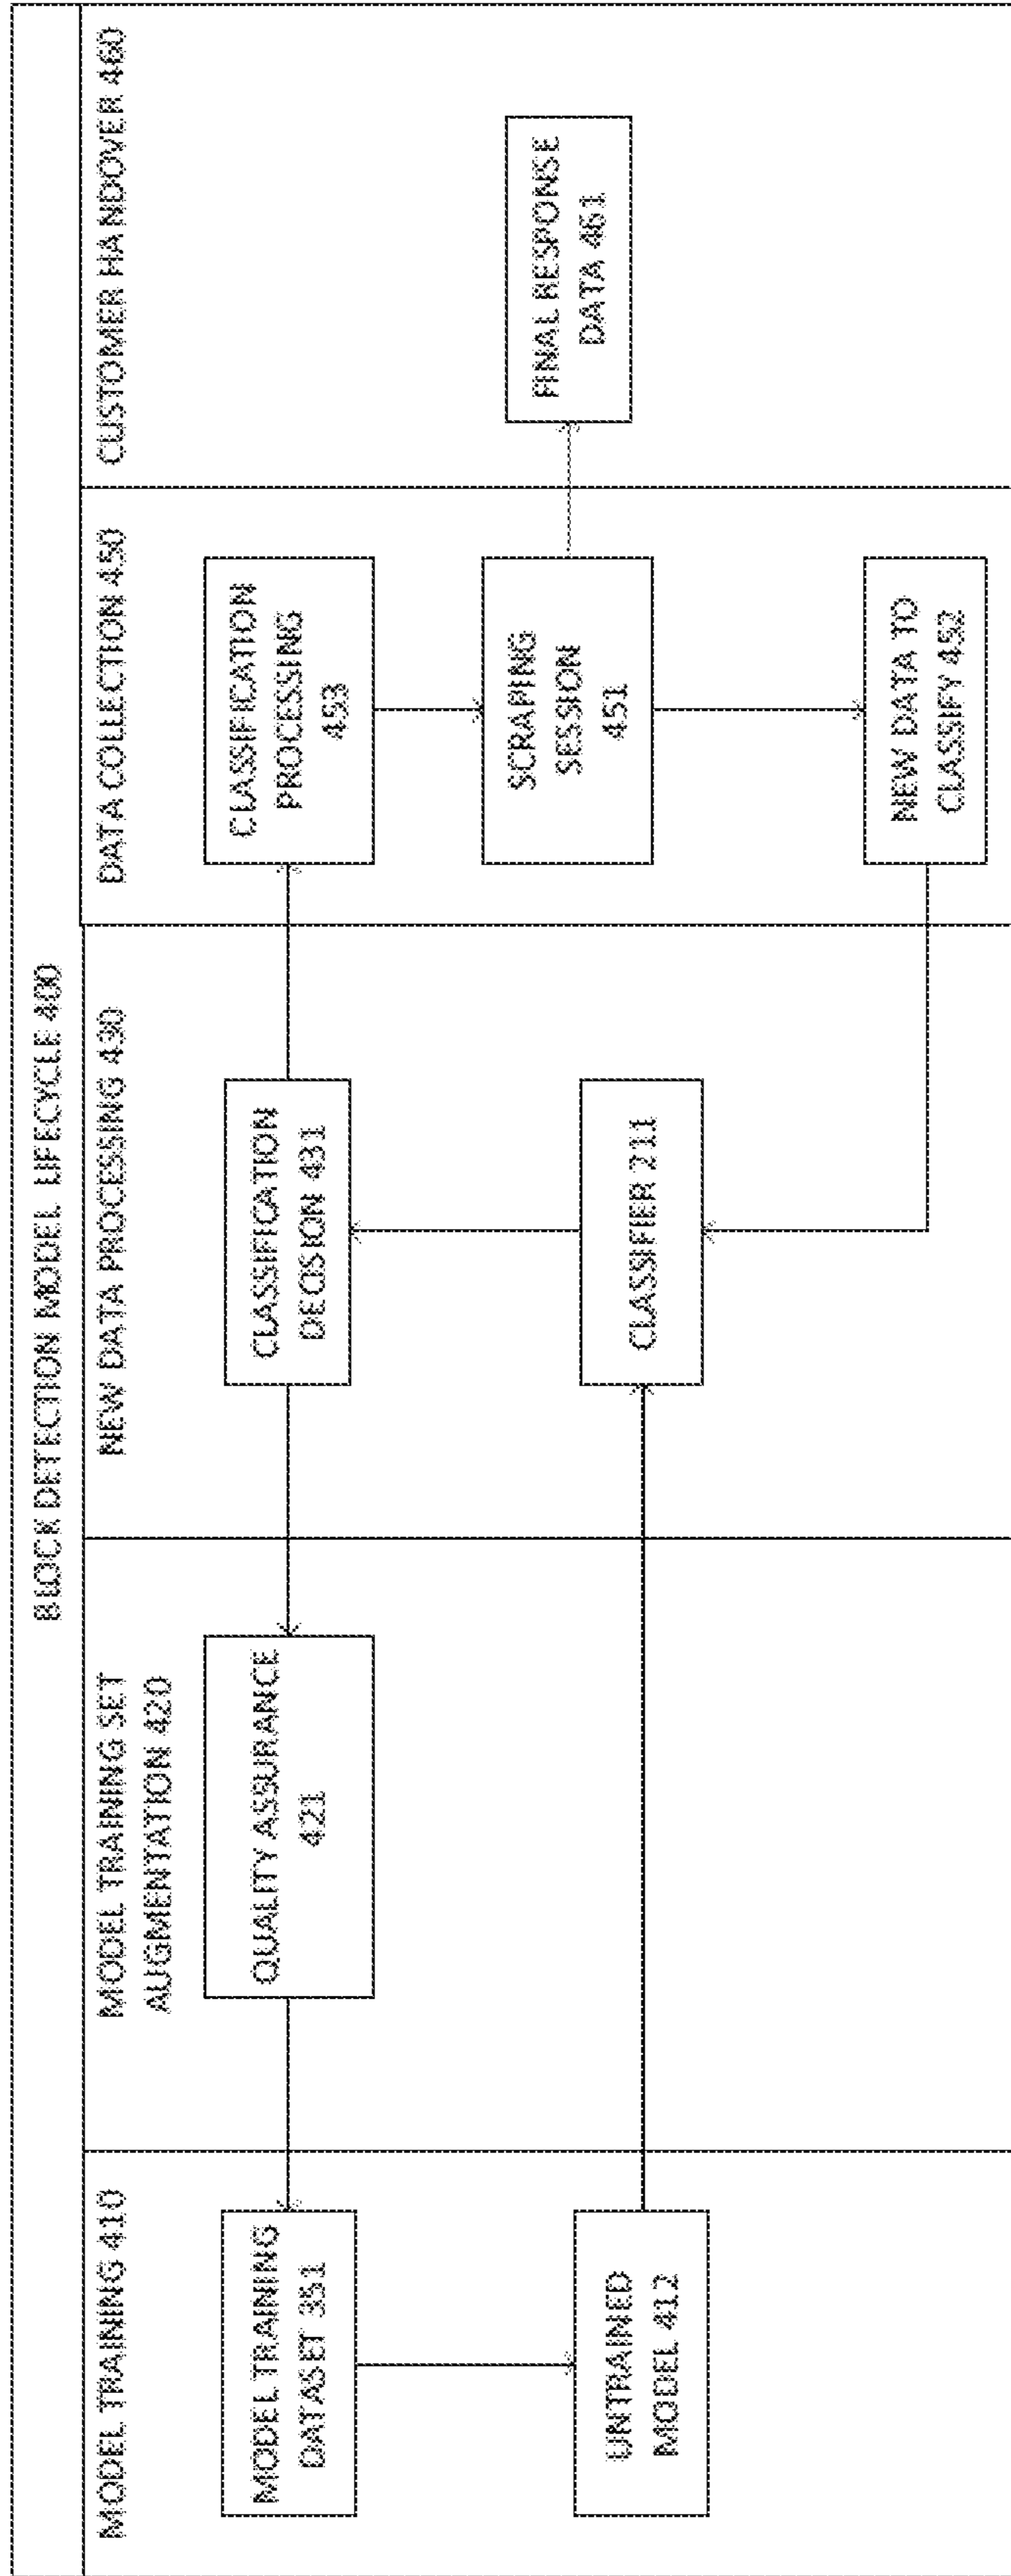 BLOCK DETECTION MODEL LIFECYCLE 400
MODEL TRAINING 410
MODEL TRAINING
DATASET 351
UNTRAINED
MODEL 412
MODEL TRAINING SET
AUGMENTATION 420
QUALITY ASSURANCE
421
NEW DATA PROCESSING 430
CLASSIFICATION
DECISION 431
CLASSIFIER 211
DATA COLLECTION 450
CLASSIFICATION
PROCESSING
453
SCRAPING
SESSION
451
NEW DATA TO
CLASSIFY 452
CUSTOMER HANDOVER 460
FINAL RESPONSE
DATA 461